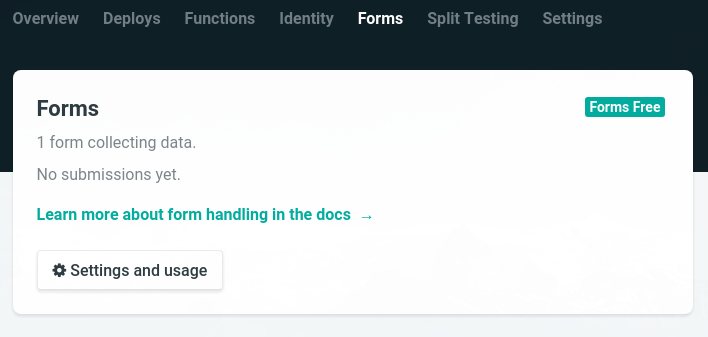 Overview Deploys Functions Identity Forms Split Testing Settings
Forms
Forms Free
1 form collecting data.
No submissions yet.
Learn more about form handling in the docs →
Settings and usage